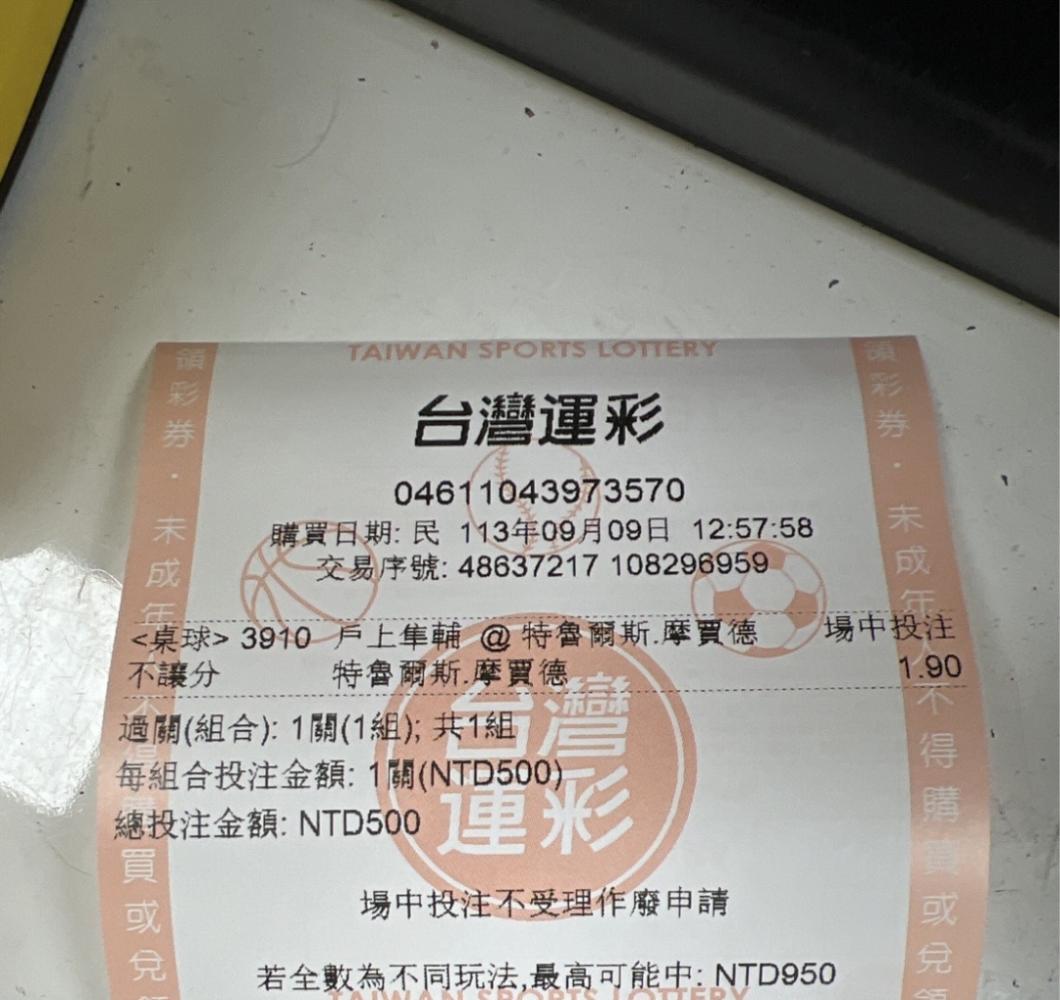 TAIWAN SPORTS LOTTERY
台灣運彩
04611043973570
購買日期: 民 113年09月09日 12:57:58
交易序號: 48637217 108296959
<桌球> 3910 戶上隼輔 @ 特魯爾斯.摩賈德 場中投注
不讓分 特魯爾斯.摩賈德 1.90
過關(組合): 1關(1組); 共1組
每組合投注金額: 1關(NTD500)
總投注金額: NTD500
台灣
運彩
場中投注不受理作廢申請
若全數為不同玩法,最高可能中: NTD950
TAIWAN SPORTS LOTTERY
領彩券．未成年人不得購買或兌領
領彩券．未成年人不得購買或兌領